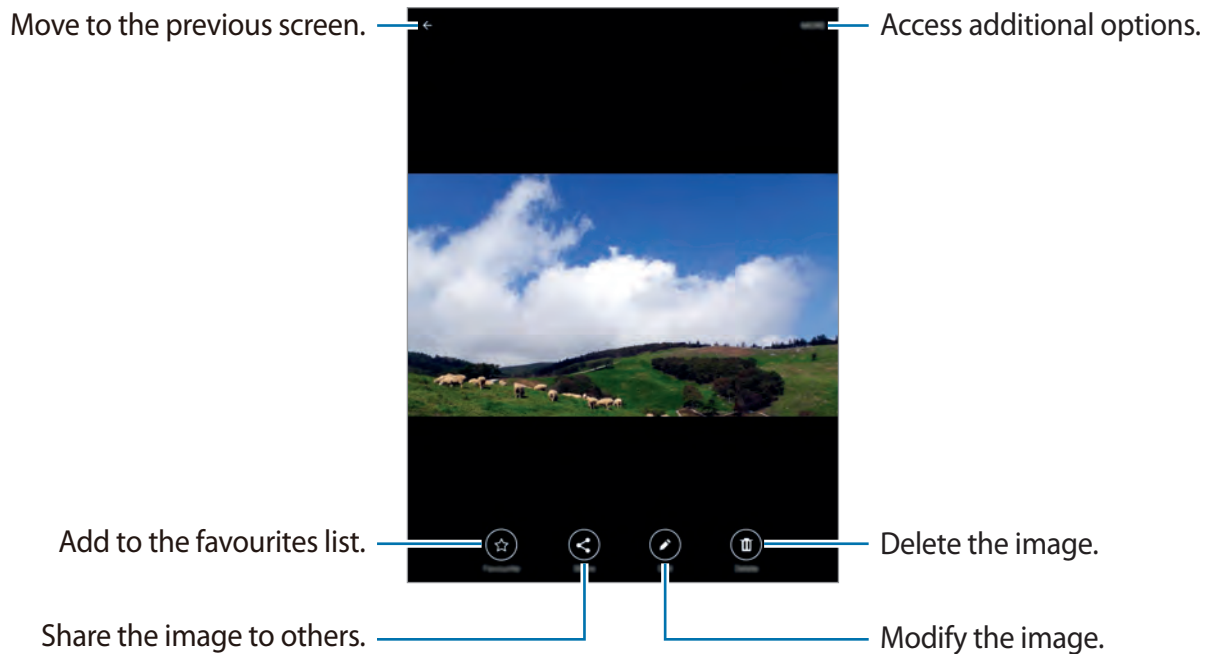 Move to the previous screen.
Access additional options.
Add to the favourites list.
Delete the image.
Share the image to others.
Modify the image.